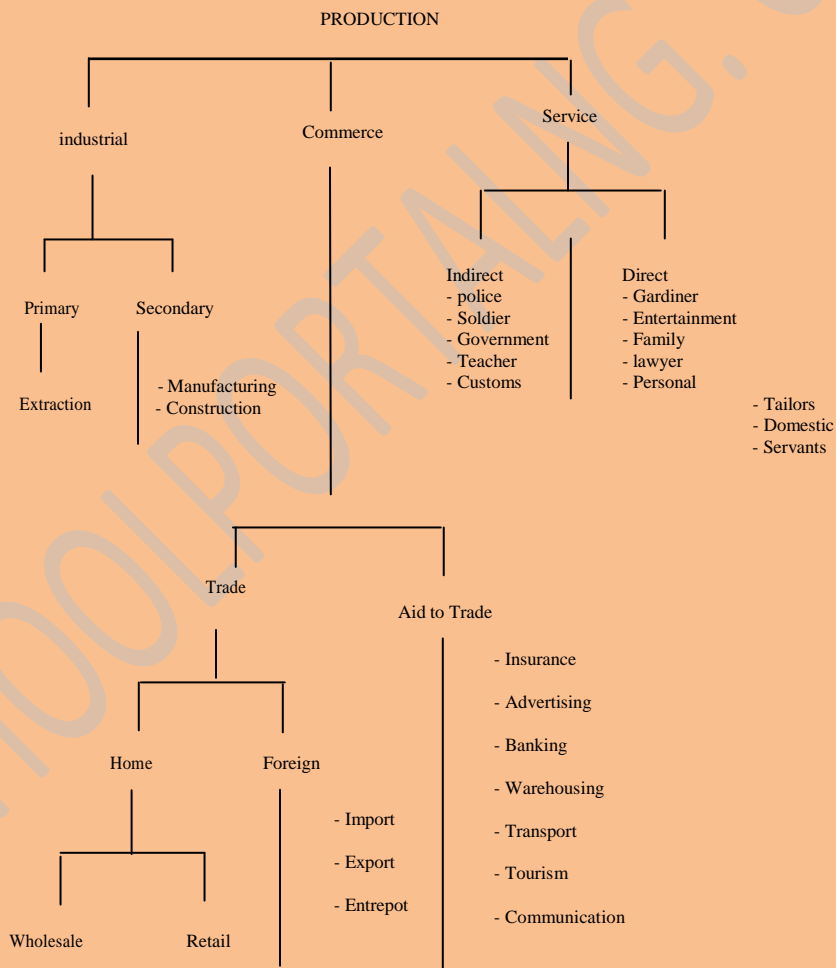 PRODUCTION
industrial
Commerce
Service
Primary
Secondary
Extraction
- Manufacturing
- Construction
Indirect
- police
- Soldier
- Government
- Teacher
- Customs
Direct
- Gardiner
- Entertainment
- Family
- lawyer
- Personal
- Tailors
- Domestic
- Servants
Trade
Aid to Trade
- Insurance
- Advertising
- Banking
- Warehousing
- Transport
- Tourism
- Communication
Home
Foreign
- Import
- Export
- Entrepot
Wholesale
Retail
OOLPORTALNG.